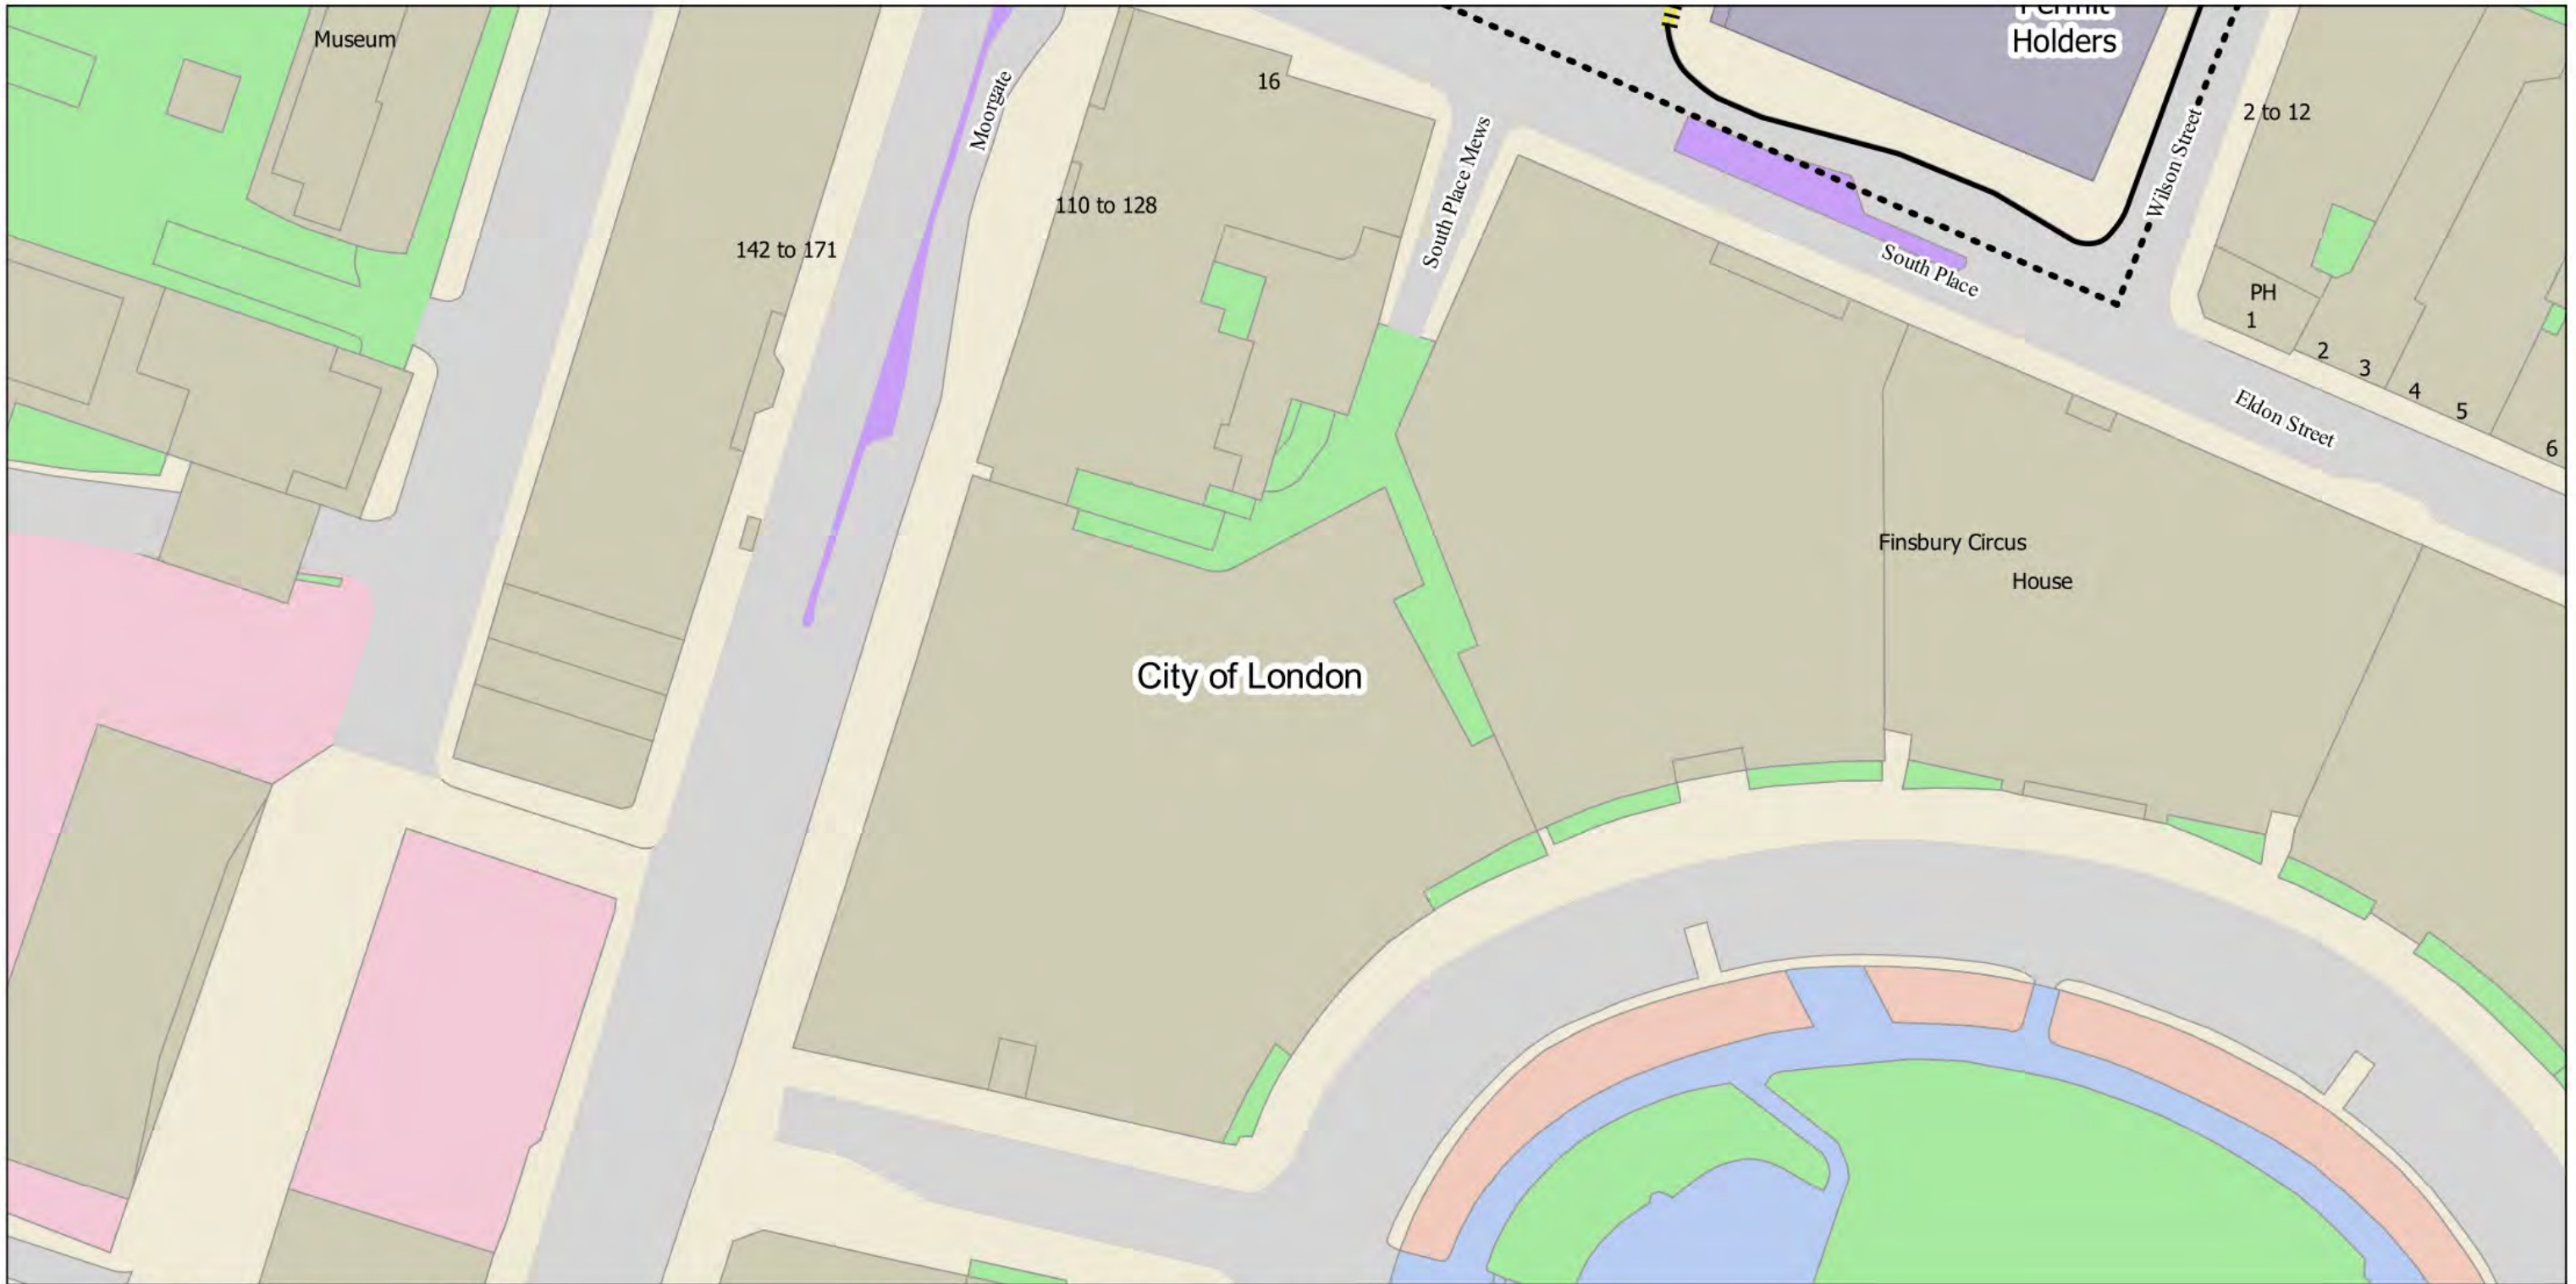 Permit
Holders
Museum
16
Moorgate
2 to 12
South Place Mews
Wilson Street
110 to 128
142 to 171
South Place
PH
1
2
3
4
5
6
Eldon Street
Finsbury Circus
House
City of London